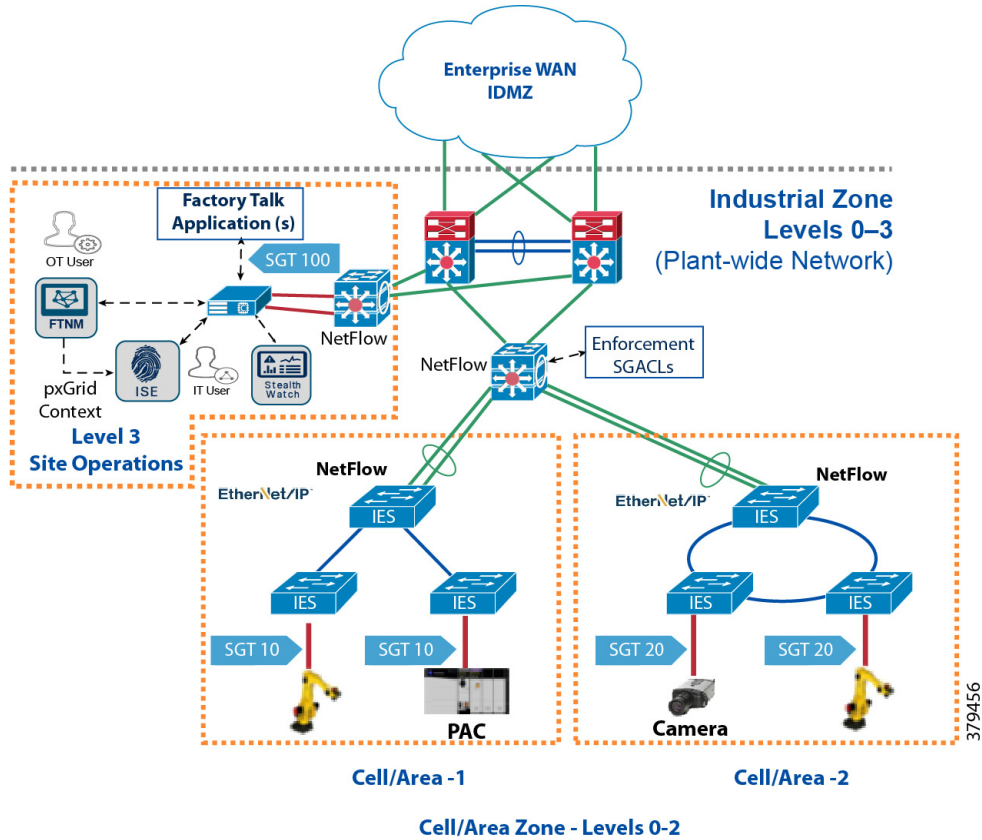 Enterprise WAN
IDMZ
Industrial Zone
Levels 0–3
(Plant-wide Network)
Factory Talk
Application (s)
SGT 100
OT User
FTNM
NetFlow
pxGrid
Context
ISE
IT User
Stealth
Watch
Level 3
Site Operations
NetFlow
Enforcement
SGACLs
NetFlow
EtherNet/IP™
IES
IES
IES
SGT 10
SGT 10
PAC
NetFlow
EtherNet/IP™
IES
IES
IES
SGT 20
SGT 20
Camera
379456
Cell/Area -1
Cell/Area -2
Cell/Area Zone - Levels 0-2